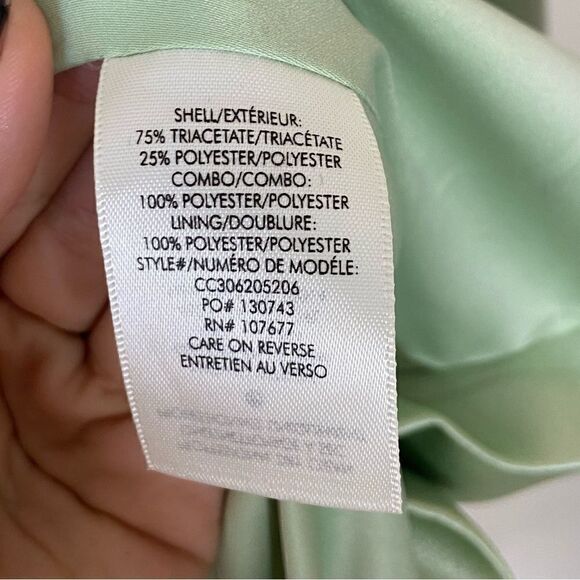 SHELL/EXTÉRIEUR:
75% TRIACETATE/TRIACÉTATE
25% POLYESTER/POLYESTER
COMBO/COMBO:
100% POLYESTER/POLYESTER
LINING/DOUBLURE:
100% POLYESTER/POLYESTER
STYLE#/NUMÉRO DE MODÉLE:
CC306205206
PO# 130743
RN# 107677
CARE ON REVERSE
ENTRETIEN AU VERSO